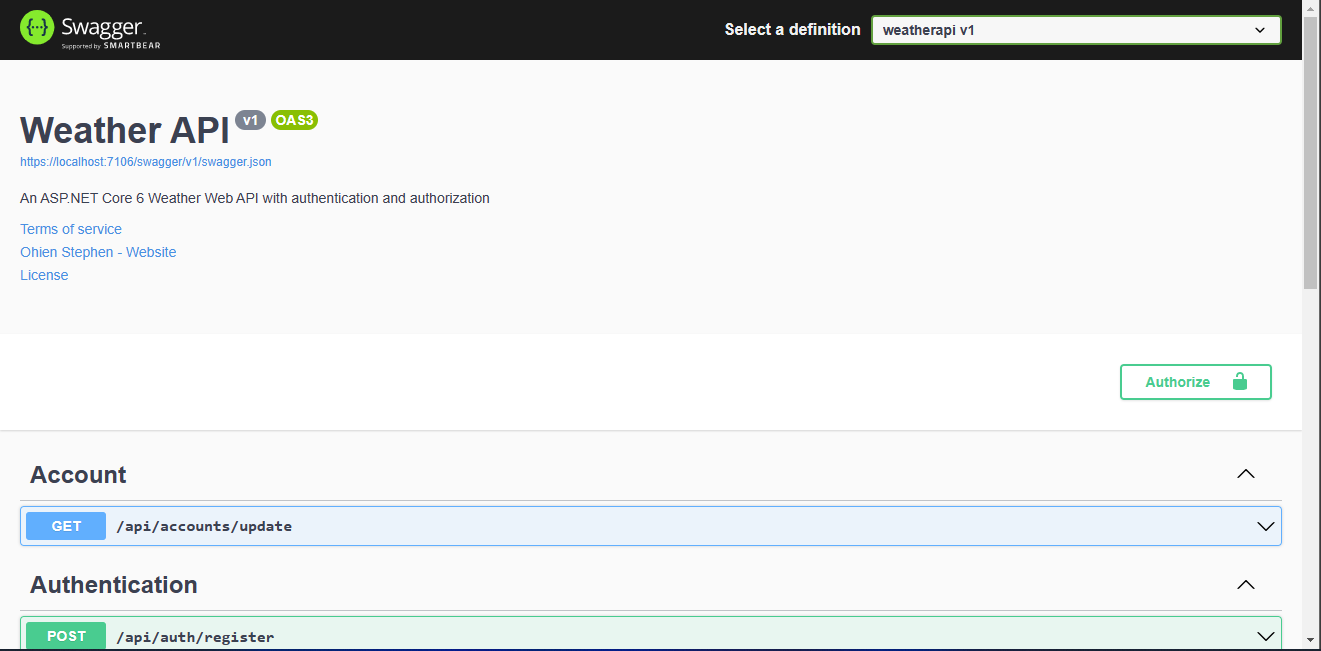 Swagger
Supported by SMARTBEAR
Select a definition
weatherapi v1
Weather API v1 OAS3
https://localhost:7106/swagger/v1/swagger.json
An ASP.NET Core 6 Weather Web API with authentication and authorization
Terms of service
Ohien Stephen - Website
License
Authorize
Account
GET /api/accounts/update
Authentication
POST /api/auth/register